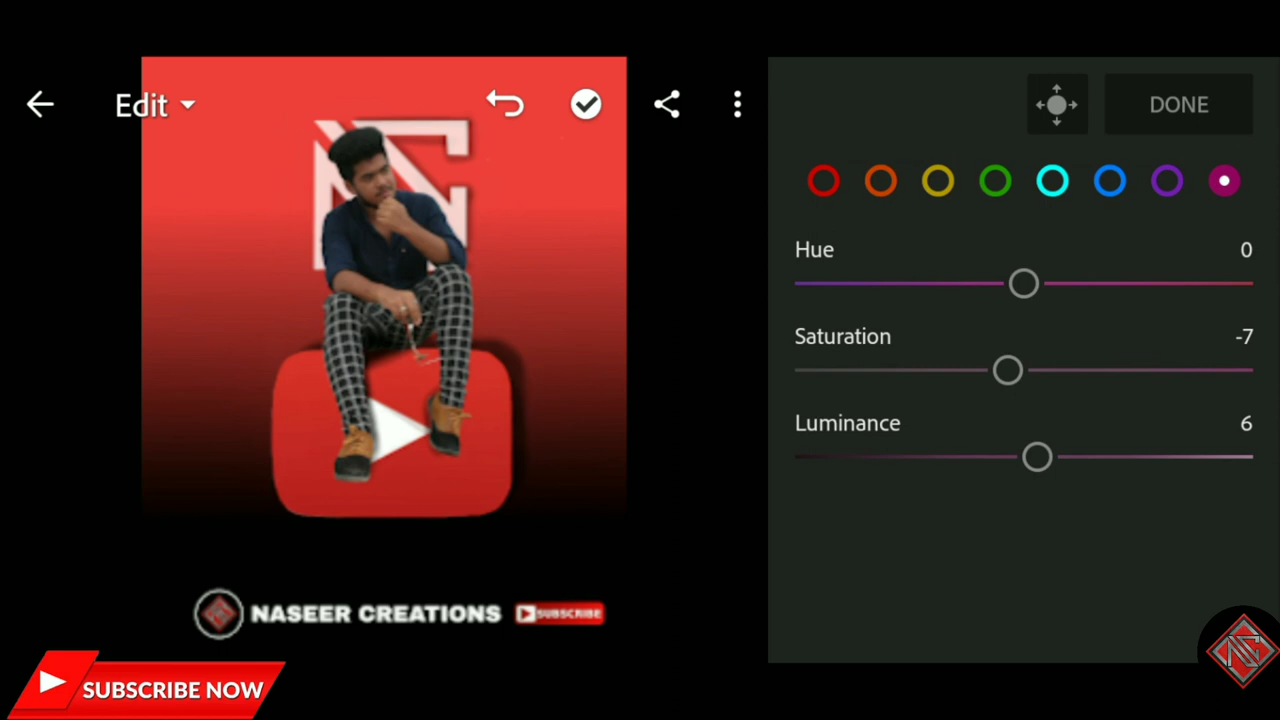 Edit
DONE
Hue 0
Saturation -7
Luminance 6
NASEER CREATIONS SUBSCRIBE
SUBSCRIBE NOW